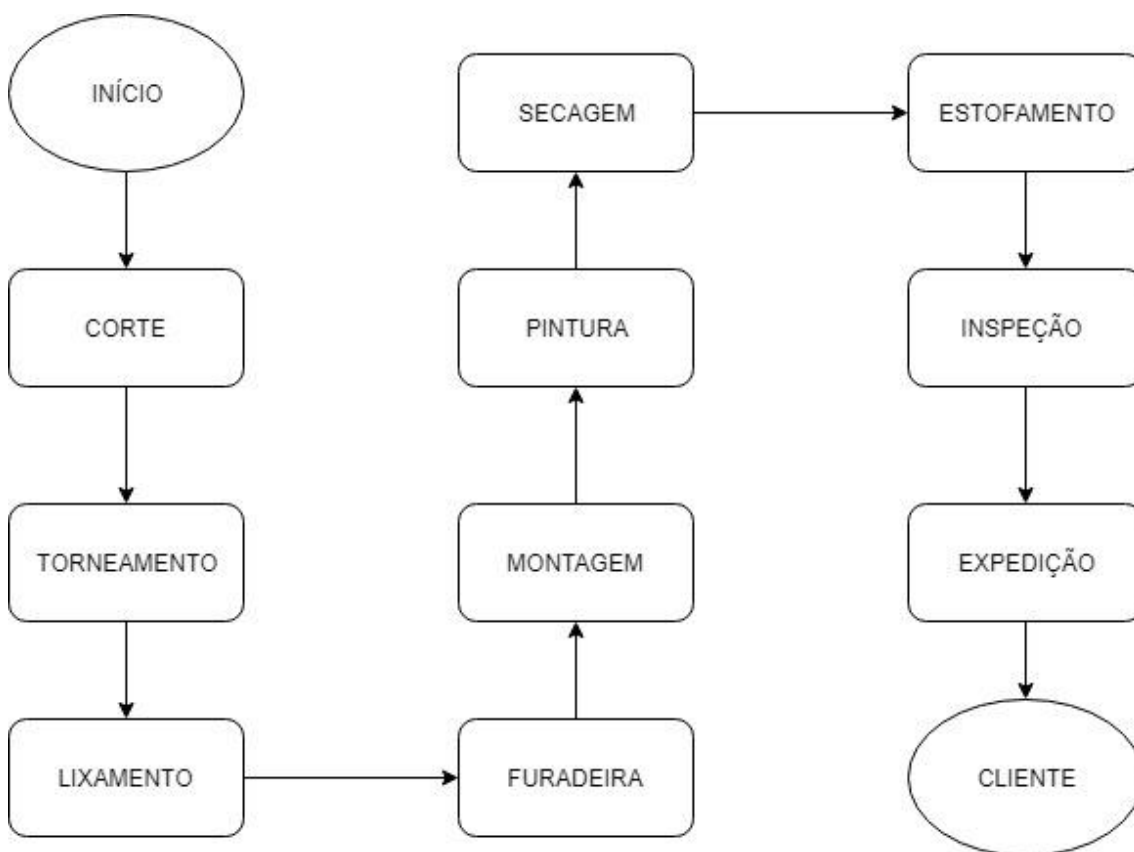 INÍCIO
CORTE
TORNEAMENTO
LIXAMENTO
FURADEIRA
MONTAGEM
PINTURA
SECAGEM
ESTOFAMENTO
INSPEÇÃO
EXPEDIÇÃO
CLIENTE